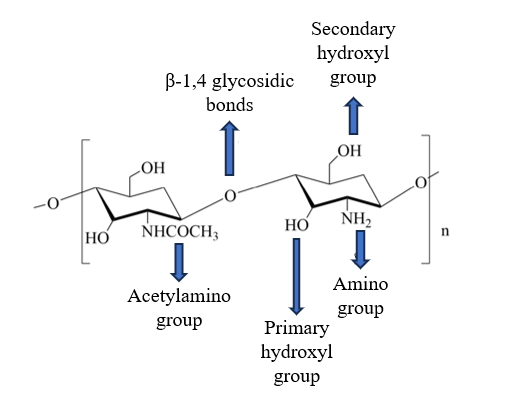 Secondary
hydroxyl
group
β-1,4 glycosidic
bonds
OH
OH
O
O
O
HO
NHCOCH₃
HO
NH₂
n
Acetylamino
group
Amino
group
Primary
hydroxyl
group